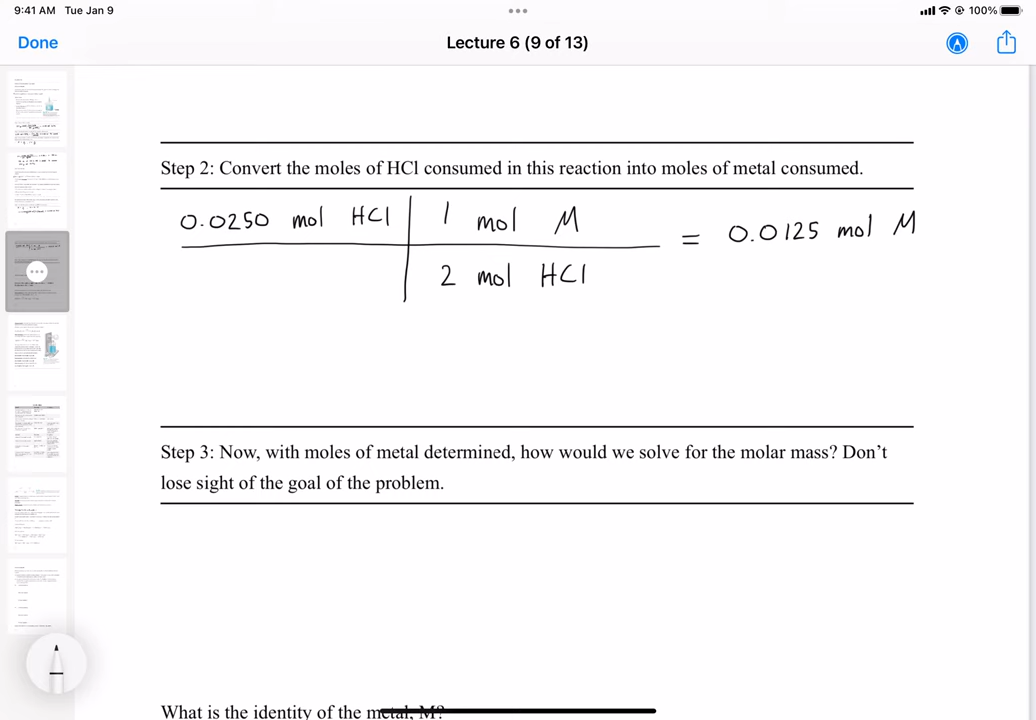 9:41 AM Tue Jan 9
100%
Done
Lecture 6 (9 of 13)
Step 2: Convert the moles of HCl consumed in this reaction into moles of metal consumed.
0.0250 mol HCl 1 mol M = 0.0125 mol M
2 mol HCl
Step 3: Now, with moles of metal determined, how would we solve for the molar mass? Don’t
lose sight of the goal of the problem.
What is the identity of the metal, M?